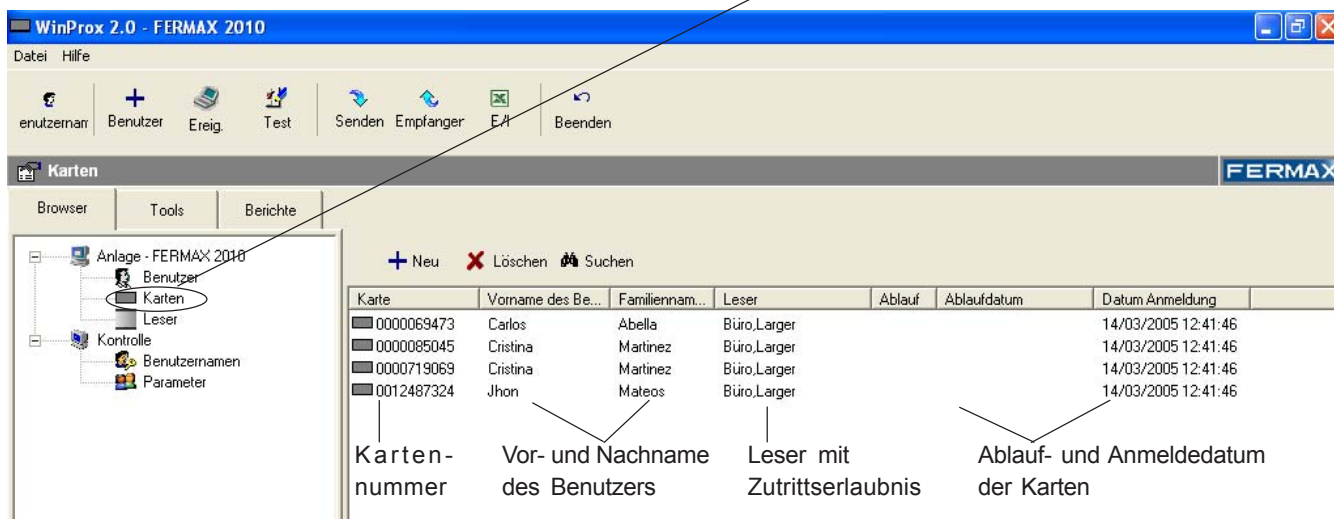 WinProx 2.0 - FERMAX 2010
Datei Hilfe
enutzernam Benutzer Ereig. Test Senden Empfanger E/I Beenden
Karten FERMAX
Browser Tools Berichte
Anlage - FERMAX 2010
Benutzer
Karten
Leser
Kontrolle
Benutzernamen
Parameter
Neu Löschen Suchen
Karte Vorname des Be... Familiennam... Leser Ablauf Ablaufdatum Datum Anmeldung
0000069473 Carlos Abella Büro,Larger 14/03/2005 12:41:46
0000085045 Cristina Martinez Büro,Larger 14/03/2005 12:41:46
0000719069 Cristina Martinez Büro,Larger 14/03/2005 12:41:46
0012487324 Jhon Mateos Büro,Larger 14/03/2005 12:41:46
Karten- Vor- und Nachname Leser mit Ablauf- und Anmeldedatum
nummer des Benutzers Zutrittserlaubnis der Karten